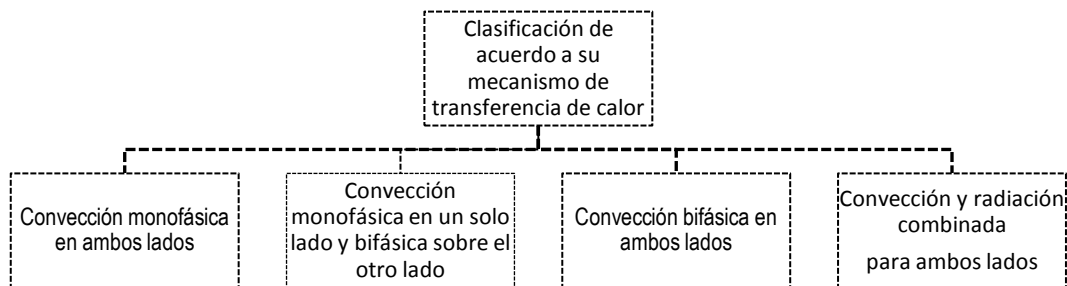 Clasificación de
acuerdo a su
mecanismo de
transferencia de calor
Convección monofásica
en ambos lados
Convección
monofásica en un solo
lado y bifásica sobre el
otro lado
Convección bifásica en
ambos lados
Convección y radiación
combinada
para ambos lados